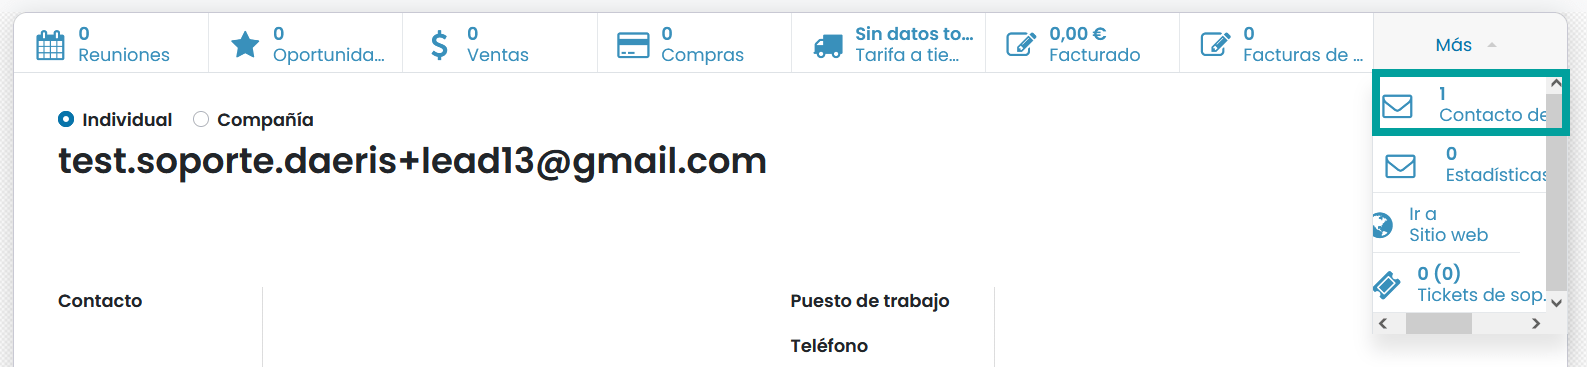 0
Reuniones
0
Oportunida...
0
Ventas
0
Compras
Sin datos to...
Tarifa a tie...
0,00 €
Facturado
0
Facturas de ...
Más
1
Contacto de
0
Estadísticas
Ir a
Sitio web
0 (0)
Tickets de sop.
Individual Compañía
test.soporte.daeris+lead13@gmail.com
Contacto
Puesto de trabajo
Teléfono